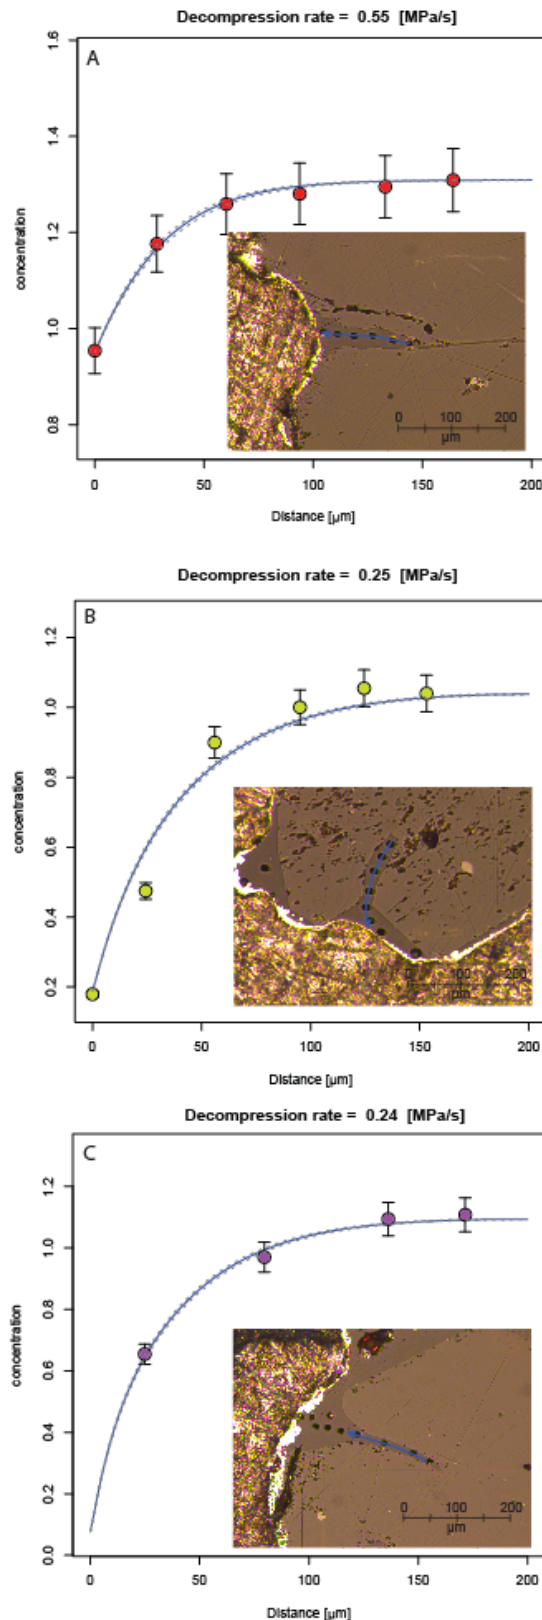 Decompression rate = 0.55 [MPa/s]
A
1.6
1.4
1.2
1.0
0.8
concentration
0 100 200
µm
0 50 100 150 200
Distance [µm]
Decompression rate = 0.25 [MPa/s]
B
1.2
1.0
0.8
0.6
0.4
0.2
concentration
0 100 200
µm
0 50 100 150 200
Distance [µm]
Decompression rate = 0.24 [MPa/s]
C
1.2
1.0
0.8
0.6
0.4
0.2
0.0
concentration
0 100 200
µm
0 50 100 150 200
Distance [µm]